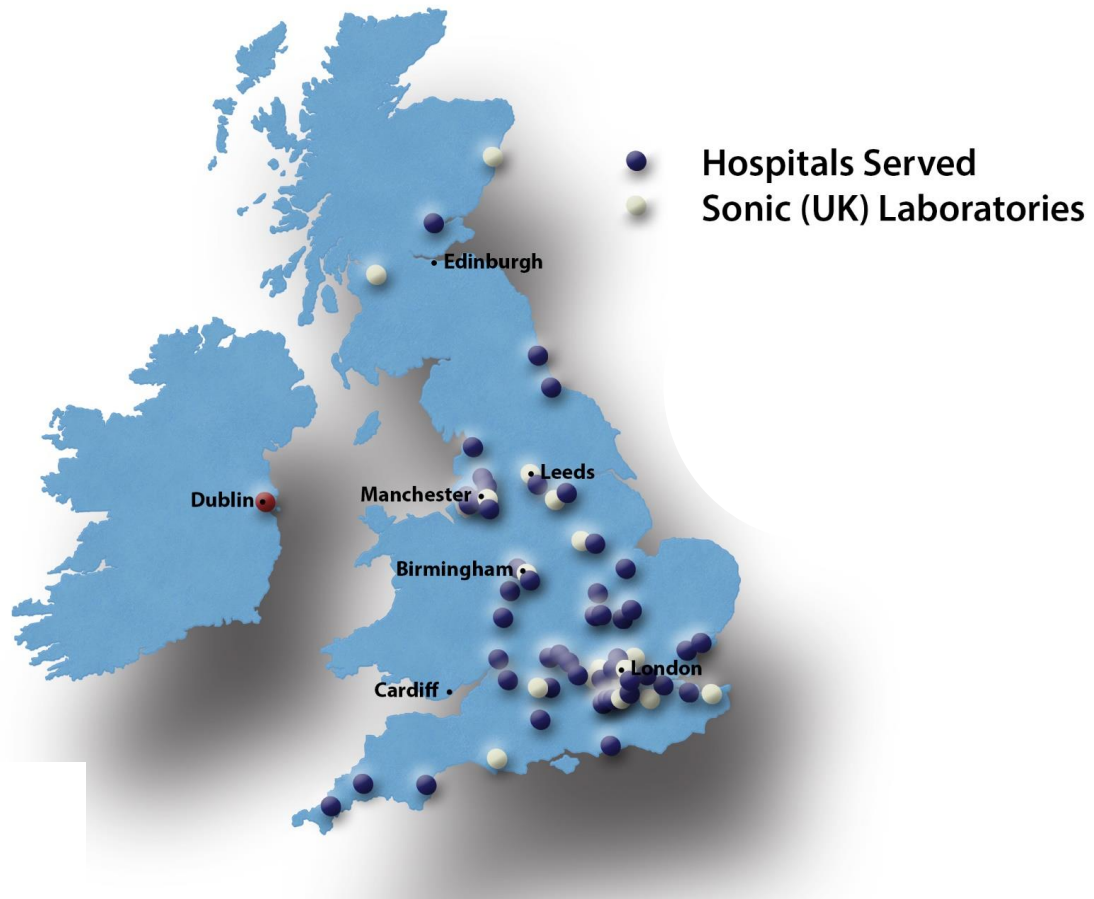 Hospitals Served
Sonic (UK) Laboratories
Edinburgh
Leeds
Manchester
Dublin
Birmingham
London
Cardiff